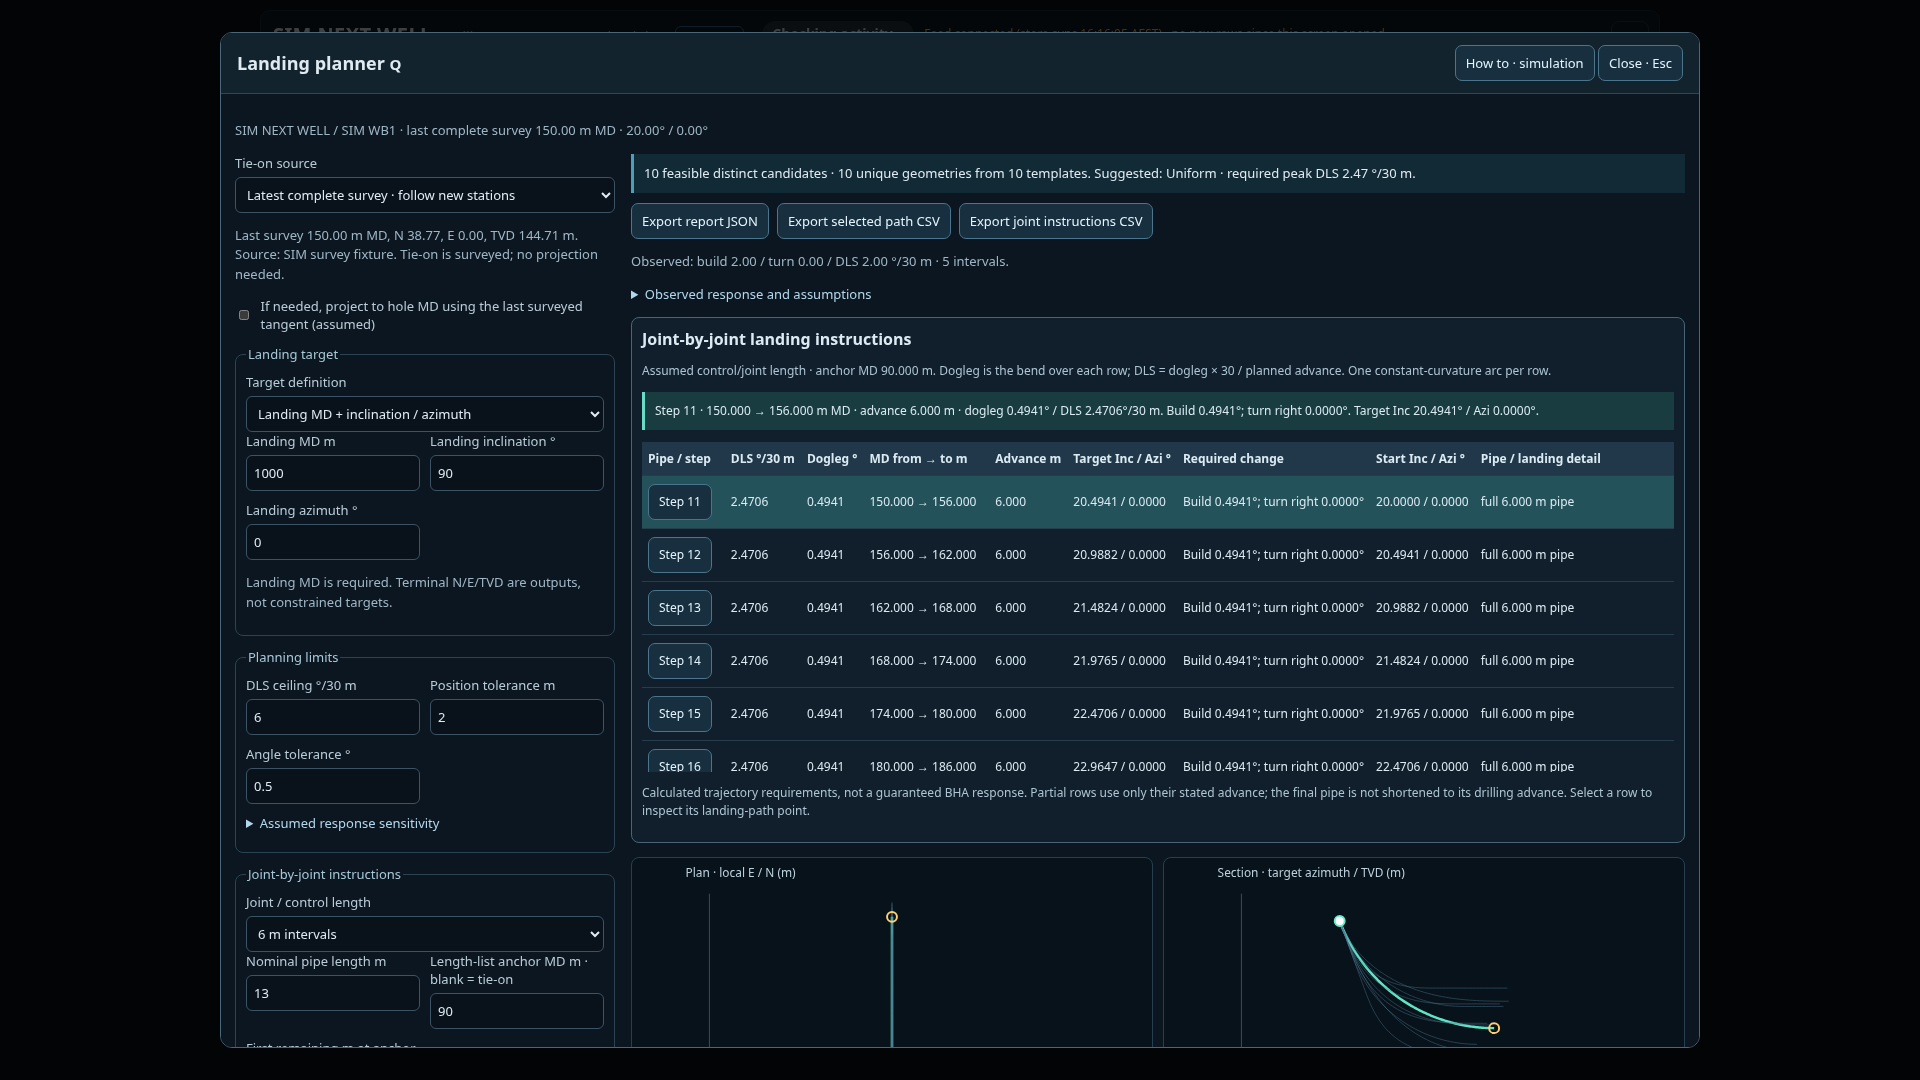 Landing planner Q
How to · simulation
Close · Esc
SIM NEXT WELL / SIM WB1 · last complete survey 150.00 m MD · 20.00° / 0.00°
Tie-on source
Latest complete survey · follow new stations
Last survey 150.00 m MD, N 38.77, E 0.00, TVD 144.71 m.
Source: SIM survey fixture. Tie-on is surveyed; no projection
needed.
If needed, project to hole MD using the last surveyed
tangent (assumed)
Landing target
Target definition
Landing MD + inclination / azimuth
Landing MD m
Landing inclination °
1000
90
Landing azimuth °
0
Landing MD is required. Terminal N/E/TVD are outputs,
not constrained targets.
Planning limits
DLS ceiling °/30 m
Position tolerance m
6
2
Angle tolerance °
0.5
Assumed response sensitivity
Joint-by-joint instructions
Joint / control length
6 m intervals
Nominal pipe length m
Length-list anchor MD m ·
blank = tie-on
13
90
10 feasible distinct candidates · 10 unique geometries from 10 templates. Suggested: Uniform · required peak DLS 2.47 °/30 m.
Export report JSON
Export selected path CSV
Export joint instructions CSV
Observed: build 2.00 / turn 0.00 / DLS 2.00 °/30 m · 5 intervals.
Observed response and assumptions
Joint-by-joint landing instructions
Assumed control/joint length · anchor MD 90.000 m. Dogleg is the bend over each row; DLS = dogleg × 30 / planned advance. One constant-curvature arc per row.
Step 11 · 150.000 → 156.000 m MD · advance 6.000 m · dogleg 0.4941° / DLS 2.4706°/30 m. Build 0.4941°; turn right 0.0000°. Target Inc 20.4941° / Azi 0.0000°.
Pipe / step DLS °/30 m Dogleg ° MD from → to m Advance m Target Inc / Azi ° Required change Start Inc / Azi ° Pipe / landing detail
Step 11 2.4706 0.4941 150.000 → 156.000 6.000 20.4941 / 0.0000 Build 0.4941°; turn right 0.0000° 20.0000 / 0.0000 full 6.000 m pipe
Step 12 2.4706 0.4941 156.000 → 162.000 6.000 20.9882 / 0.0000 Build 0.4941°; turn right 0.0000° 20.4941 / 0.0000 full 6.000 m pipe
Step 13 2.4706 0.4941 162.000 → 168.000 6.000 21.4824 / 0.0000 Build 0.4941°; turn right 0.0000° 20.9882 / 0.0000 full 6.000 m pipe
Step 14 2.4706 0.4941 168.000 → 174.000 6.000 21.9765 / 0.0000 Build 0.4941°; turn right 0.0000° 21.4824 / 0.0000 full 6.000 m pipe
Step 15 2.4706 0.4941 174.000 → 180.000 6.000 22.4706 / 0.0000 Build 0.4941°; turn right 0.0000° 21.9765 / 0.0000 full 6.000 m pipe
Step 16 2.4706 0.4941 180.000 → 186.000 6.000 22.9647 / 0.0000 Build 0.4941°; turn right 0.0000° 22.4706 / 0.0000 full 6.000 m pipe
Calculated trajectory requirements, not a guaranteed BHA response. Partial rows use only their stated advance; the final pipe is not shortened to its drilling advance. Select a row to
inspect its landing-path point.
Plan · local E / N (m)
Section · target azimuth / TVD (m)